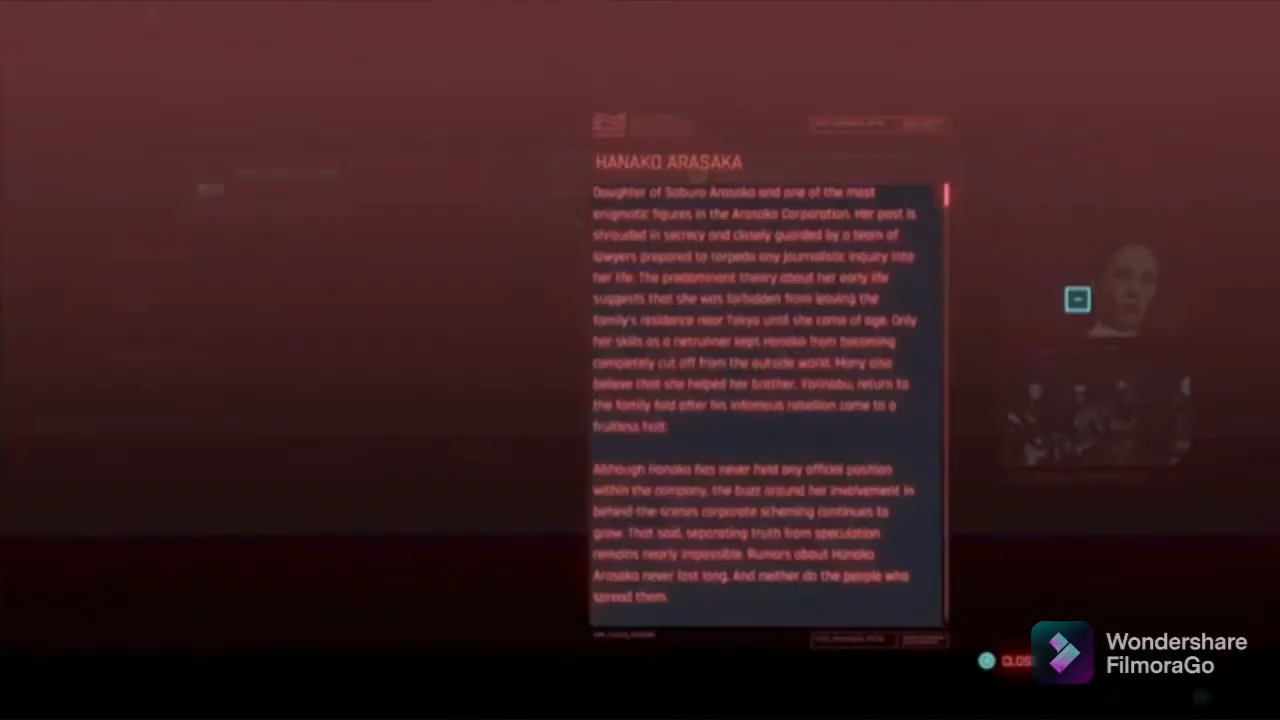 HANAKO ARASAKA
Daughter of Saburo Arasaka and one of the most
enigmatic figures in the Arasaka Corporation. Her past is
shrouded in secrecy and closely guarded by a team of
lawyers prepared to torpedo any journalistic inquiry into
her life. The predominant theory about her early life
suggests that she was forbidden from leaving the
family's residence near Tokyo until she came of age. Only
her skills as a netrunner kept Hanako from becoming
completely cut off from the outside world. Many also
believe that she helped her brother, Yorinobu, return to
the family fold after his infamous rebellion came to a
fruitless halt.
Although Hanako has never held any official position
within the company, the buzz around her involvement in
behind-the-scenes corporate scheming continues to
grow. That said, separating truth from speculation
remains nearly impossible. Rumors about Hanako
Arasaka never last long. And neither do the people who
spread them.
CLOS
Wondershare
FilmoraGo